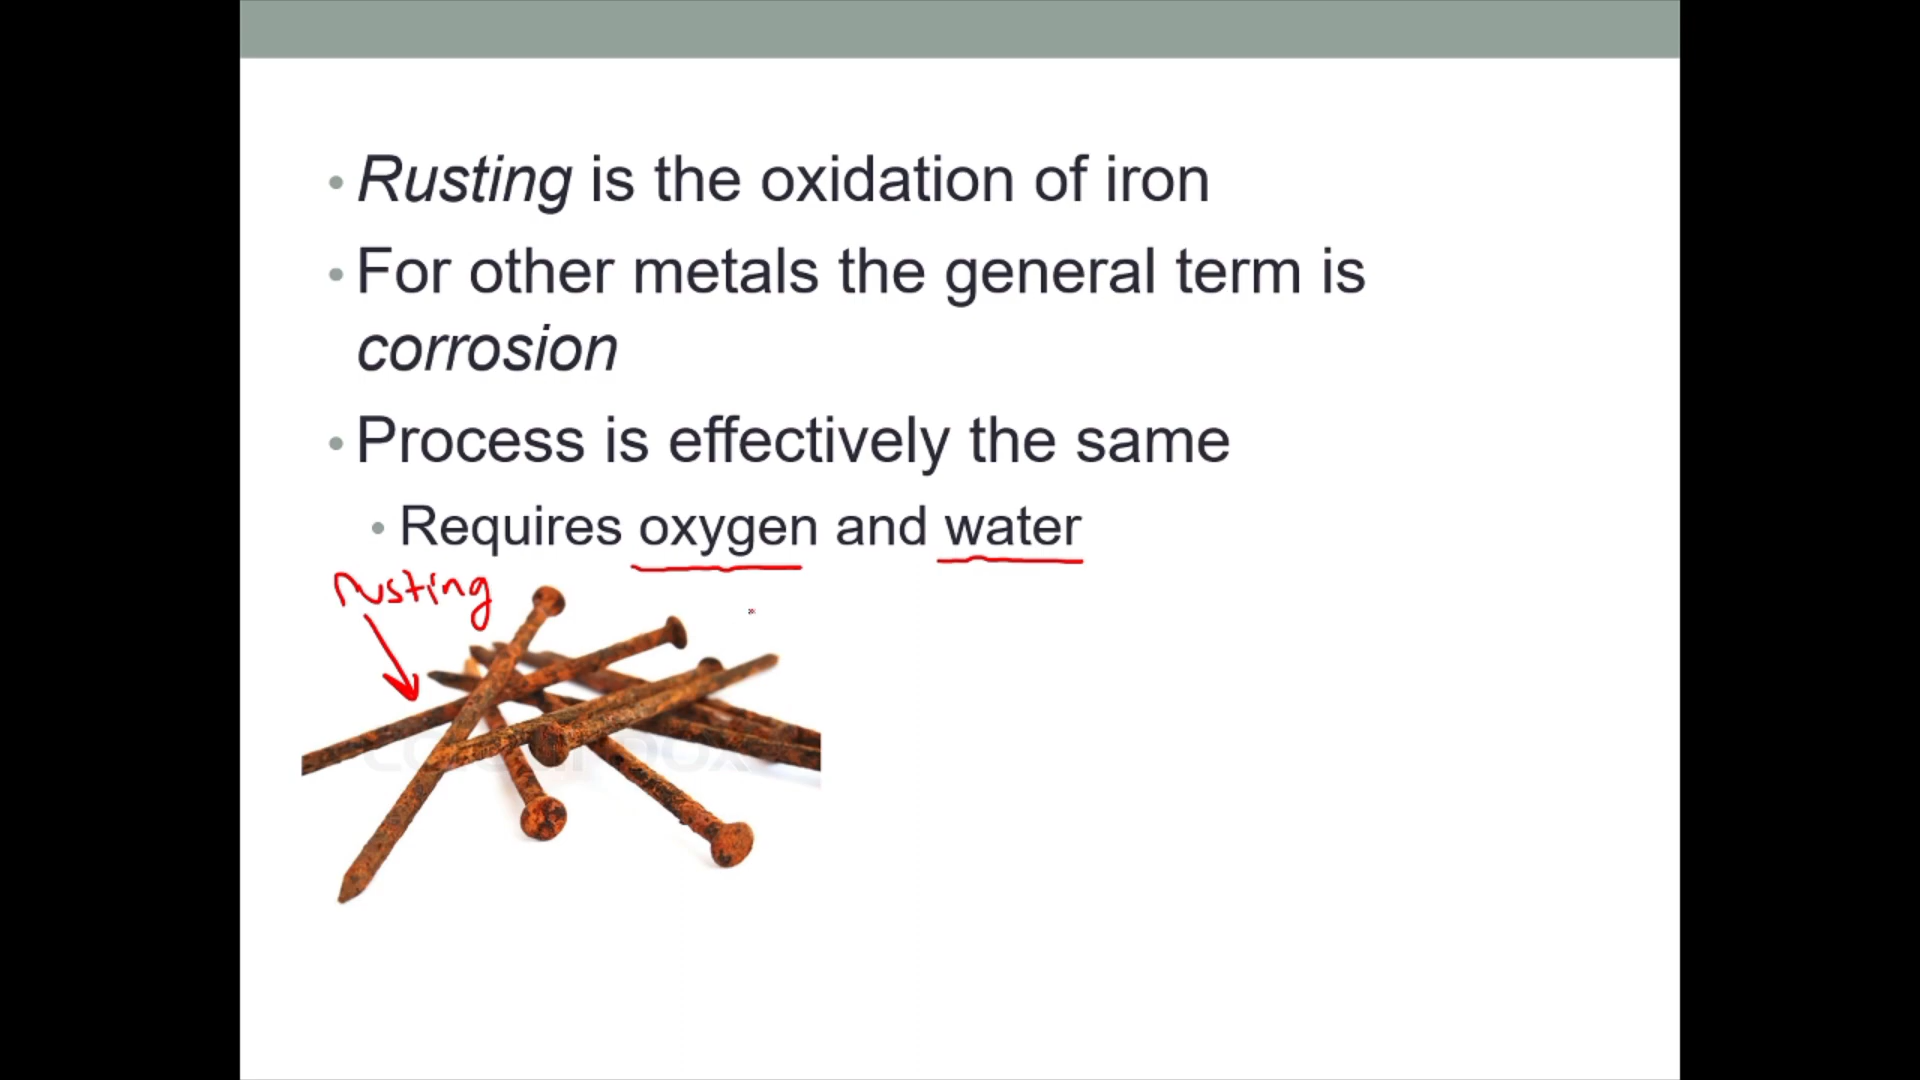 • Rusting is the oxidation of iron
• For other metals the general term is
corrosion
• Process is effectively the same
• Requires oxygen and water
rusting